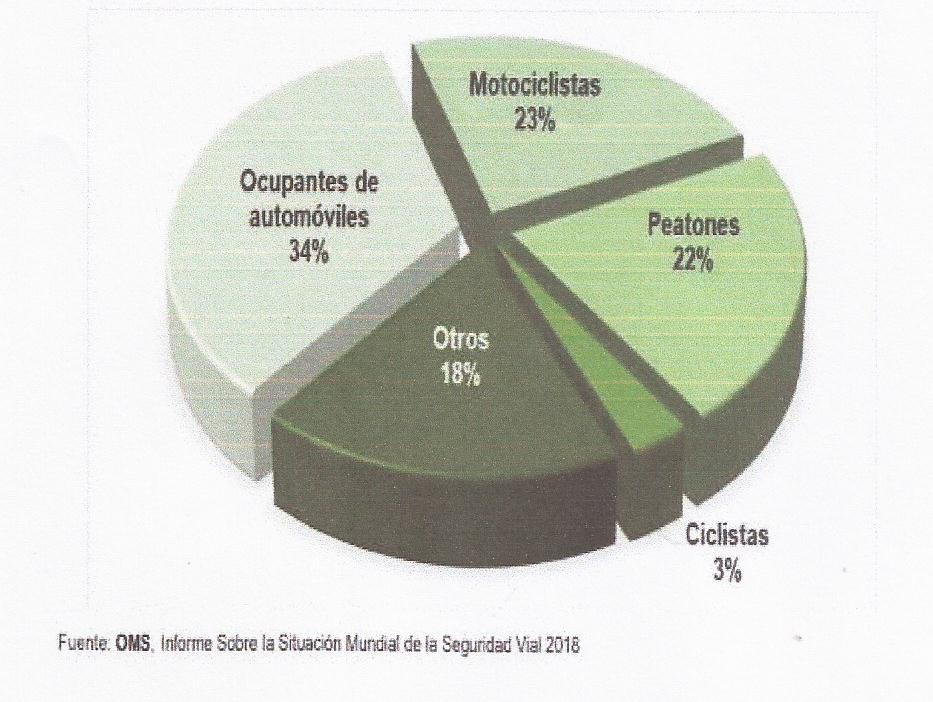 Motociclistas
23%
Ocupantes de
automóviles
34%
Peatones
22%
Otros
18%
Ciclistas
3%
Fuente: OMS, Informe Sobre la Situación Mundial de la Seguridad Vial 2018